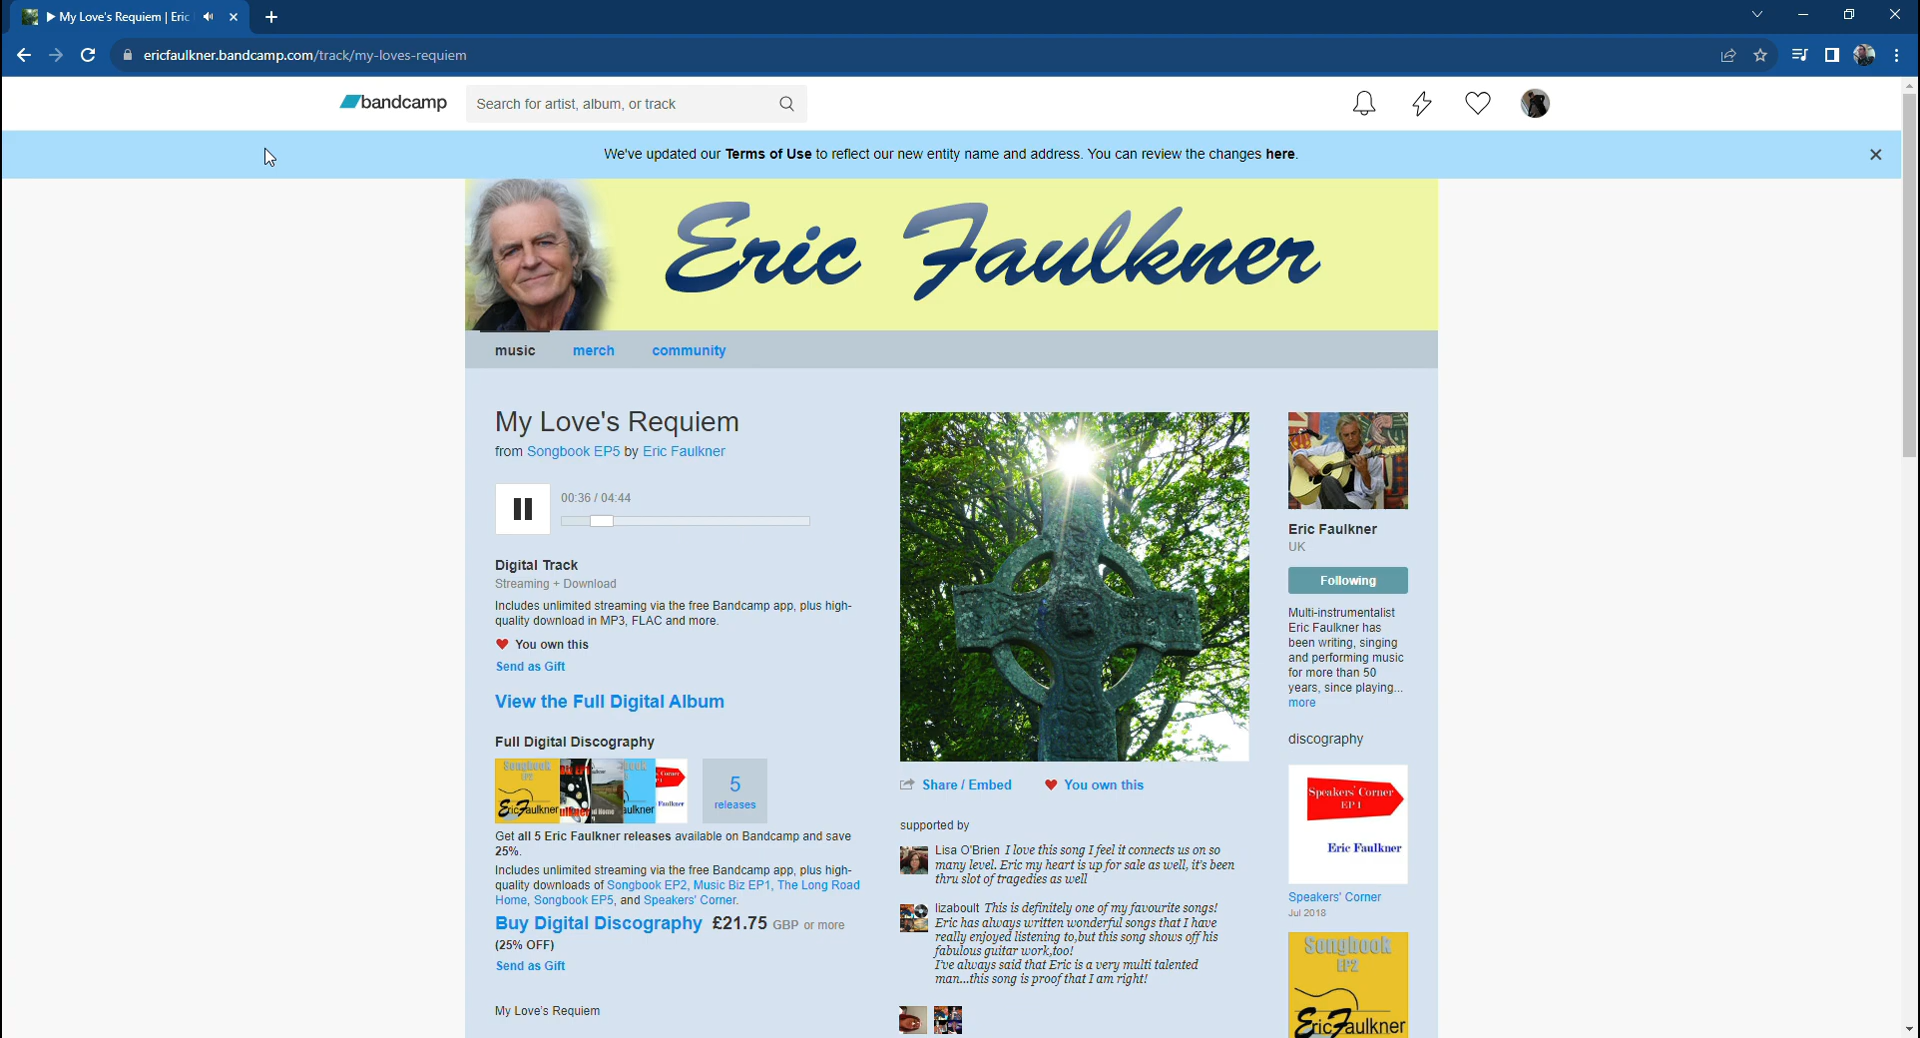 My Love's Requiem | Eric
ericfaulkner.bandcamp.com/track/my-loves-requiem
bandcamp
Search for artist, album, or track
We've updated our Terms of Use to reflect our new entity name and address. You can review the changes here.
Eric Faulkner
music merch community
My Love's Requiem
from Songbook EP5 by Eric Faulkner
00:36 / 04:44
Digital Track
Streaming + Download
Includes unlimited streaming via the free Bandcamp app, plus high-
quality download in MP3, FLAC and more.
You own this
Send as Gift
View the Full Digital Album
Full Digital Discography
Songbook
EricFaulkner
5
releases
Get all 5 Eric Faulkner releases available on Bandcamp and save
25%.
Includes unlimited streaming via the free Bandcamp app, plus high-
quality downloads of Songbook EP2, Music Biz EP1, The Long Road
Home, Songbook EP5, and Speakers' Corner.
Buy Digital Discography £21.75 GBP or more
(25% OFF)
Send as Gift
My Love's Requiem
Share / Embed You own this
supported by
Lisa O'Brien I love this song I feel it connects us on so
many level. Eric my heart is up for sale as well, it's been
thru slot of tragedies as well
lizaboult This is definitely one of my favourite songs!
Eric has always written wonderful songs that I have
really enjoyed listening to,but this song shows off his
fabulous guitar work,too!
I've always said that Eric is a very multi talented
man...this song is proof that I am right!
Eric Faulkner
UK
Following
Multi-instrumentalist
Eric Faulkner has
been writing, singing
and performing music
for more than 50
years, since playing...
more
discography
Speakers' Corner
EP 1
Eric Faulkner
Speakers' Corner
Jul 2018
Songbook
EP2
EricFaulkner